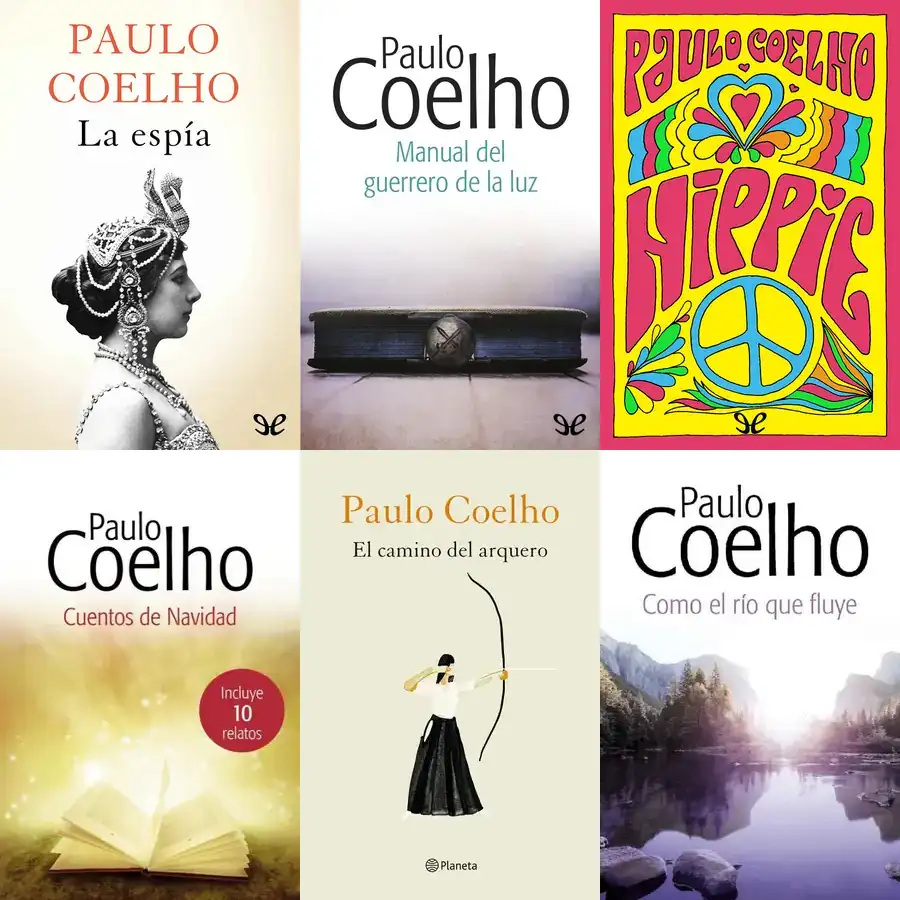 PAULO
COELHO
La espía
Paulo
Coelho
Manual del
guerrero de la luz
PAULO COELHO
HIPPIE
Paulo
Coelho
Cuentos de Navidad
Incluye
10
relatos
Paulo Coelho
El camino del arquero
Planeta
Paulo
Coelho
Como el río que fluye